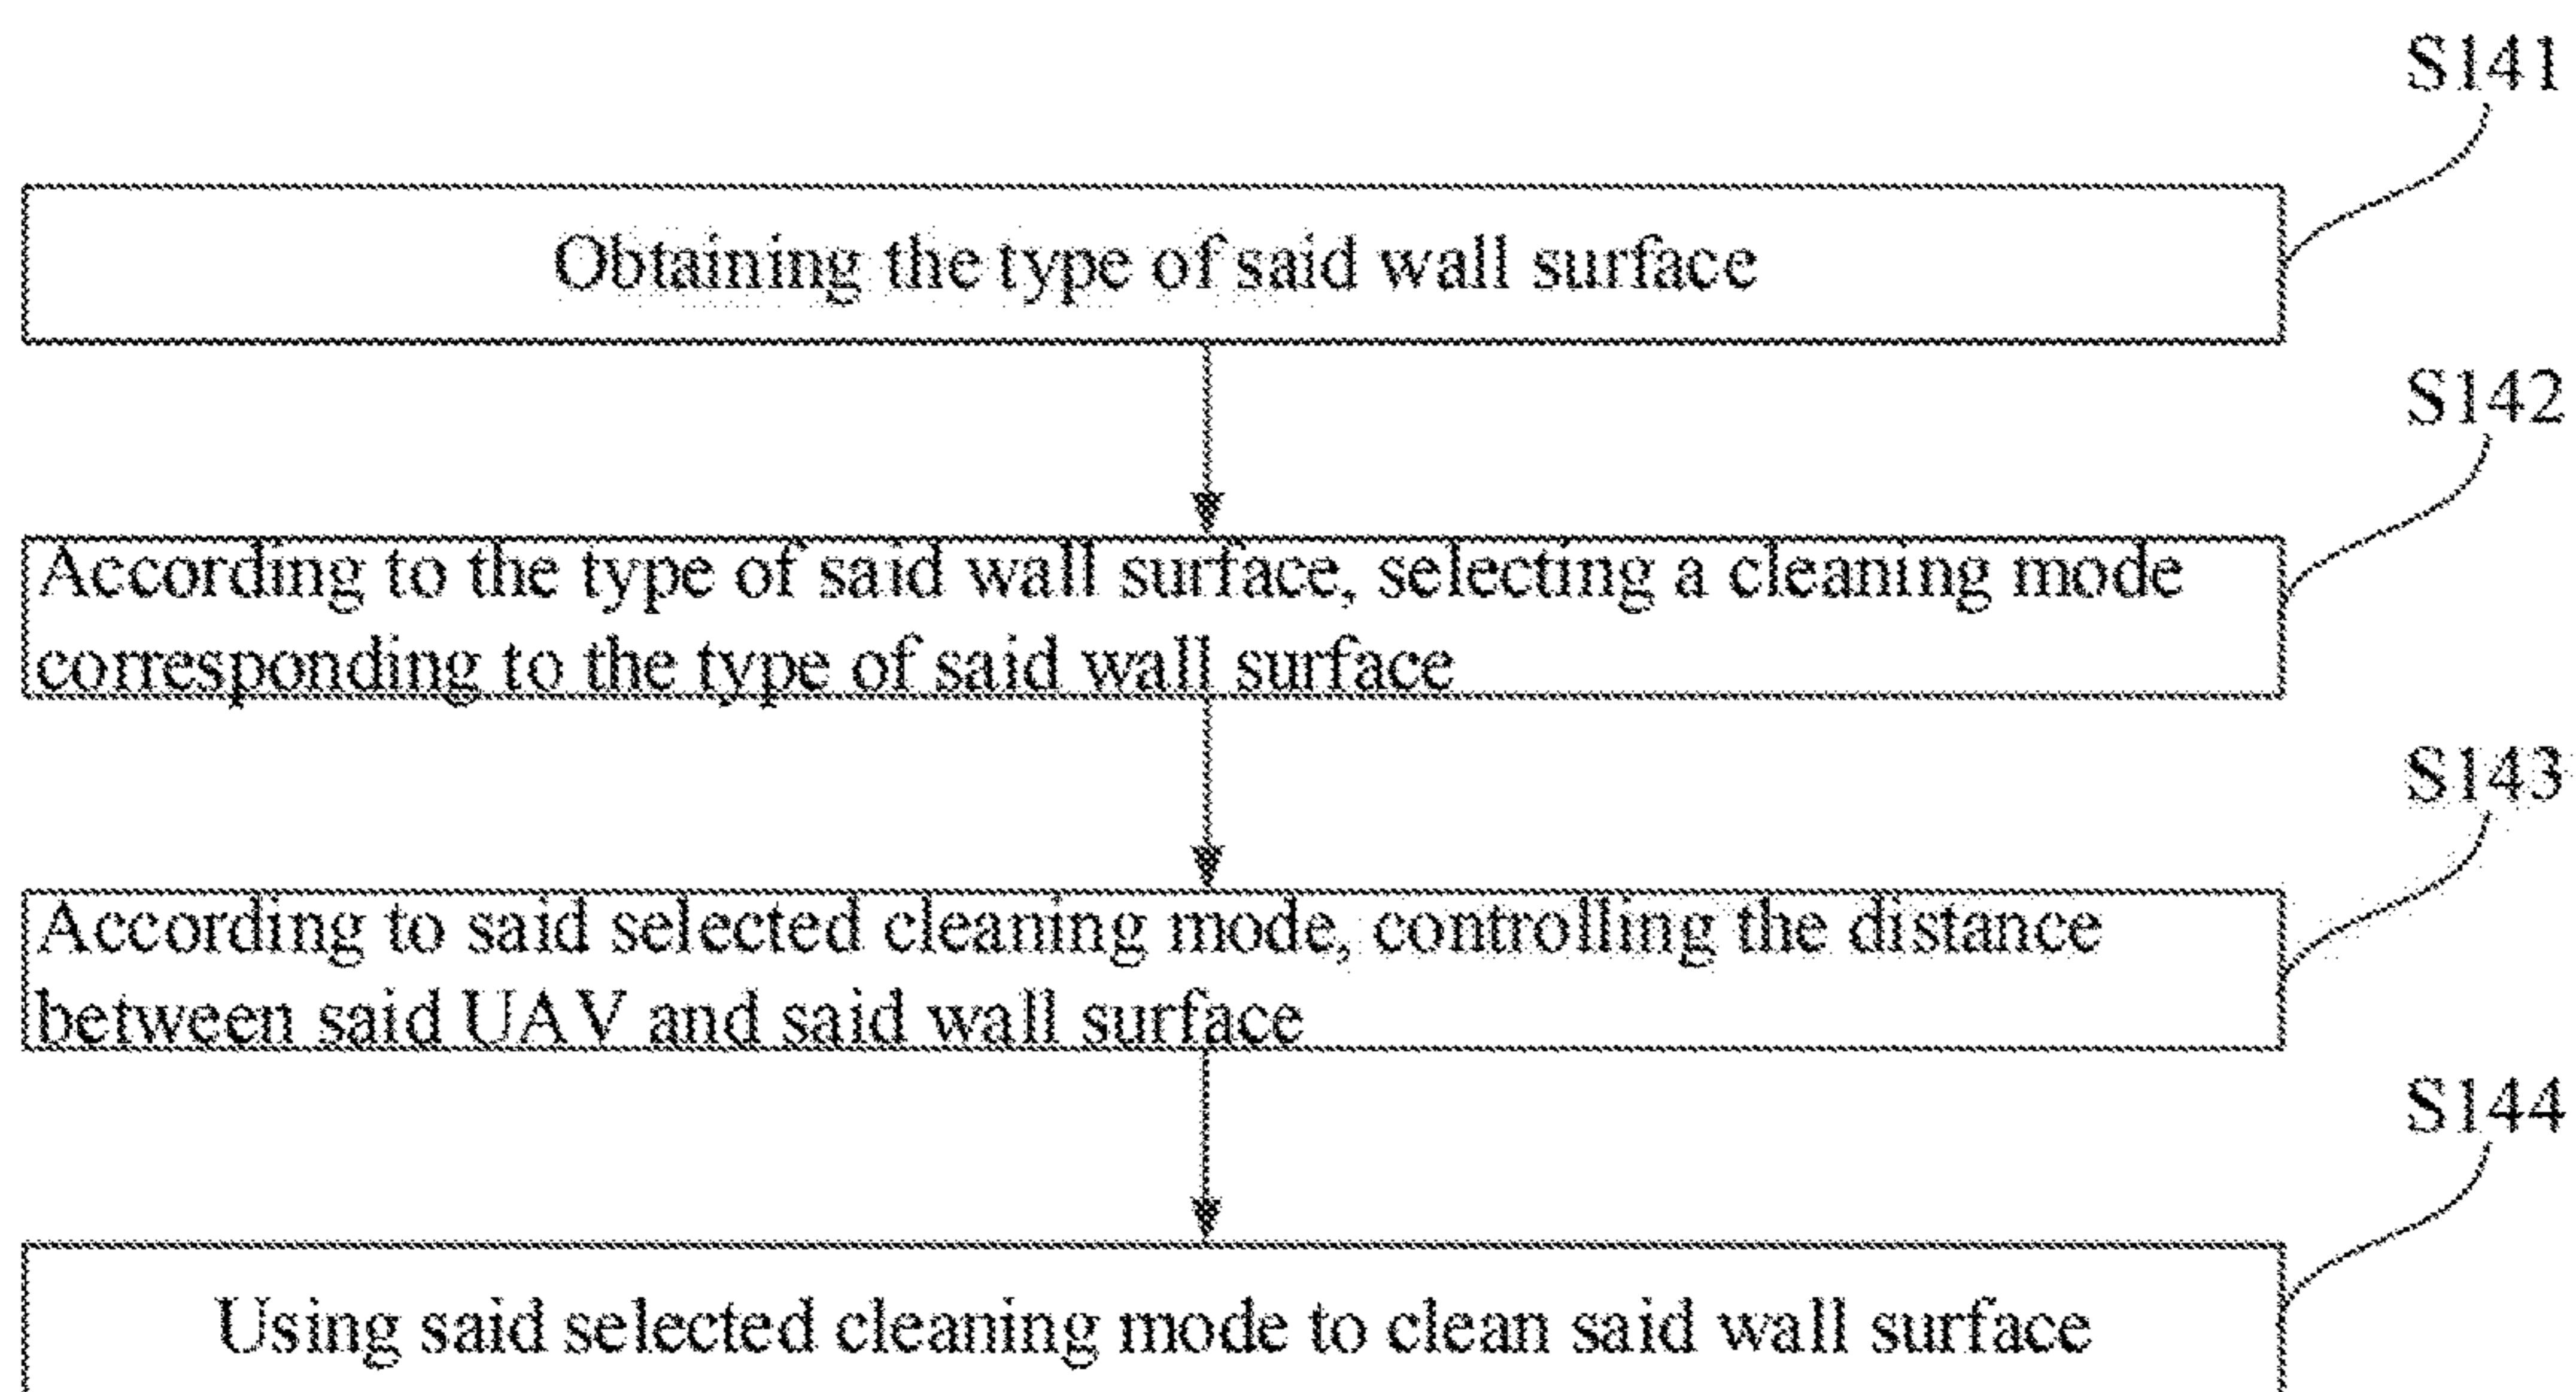 S141
Obtaining the type of said wall surface
S142
According to the type of said wall surface, selecting a cleaning mode
corresponding to the type of said wall surface
S143
According to said selected cleaning mode, controlling the distance
between said UAV and said wall surface
S144
Using said selected cleaning mode to clean said wall surface